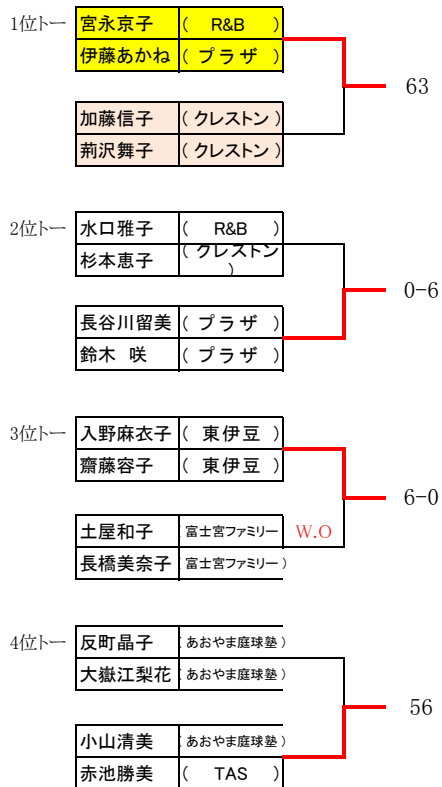 1位トー 宮永京子 ( R&B )
伊藤あかね ( プラザ )
63
加藤信子 ( クレストン )
荊沢舞子 ( クレストン )
2位トー 水口雅子 ( R&B )
杉本恵子 ( クレストン )
0-6
長谷川留美 ( プラザ )
鈴木 咲 ( プラザ )
3位トー 入野麻衣子 ( 東伊豆 )
齋藤容子 ( 東伊豆 )
6-0
土屋和子 富士宮ファミリー W.O
長橋美奈子 富士宮ファミリー )
4位トー 反町晶子 ( あおやま庭球塾 )
大嶽江梨花 ( あおやま庭球塾 )
56
小山清美 ( あおやま庭球塾 )
赤池勝美 ( TAS )